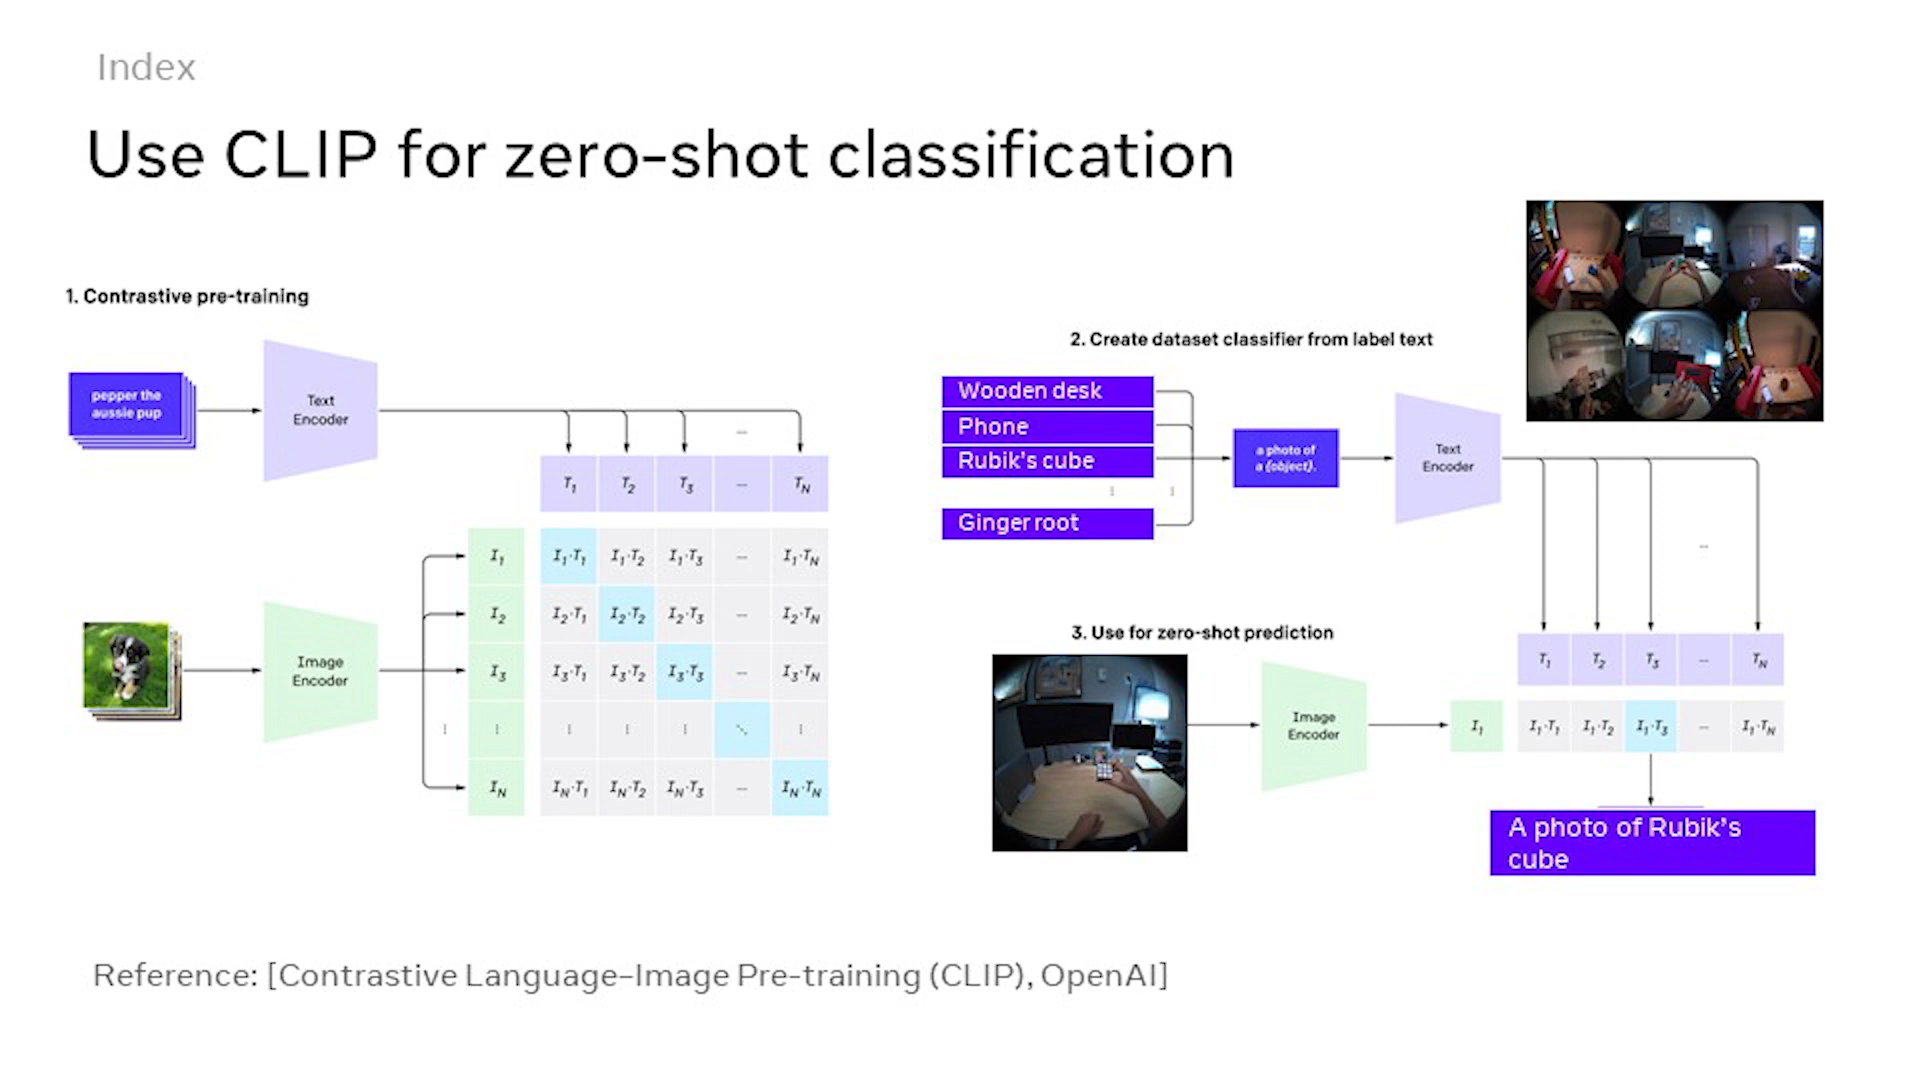 Index
Use CLIP for zero-shot classification
1. Contrastive pre-training
pepper the
aussie pup
Text
Encoder
...
T1 T2 T3 ... TN
I1 I1·T1 I1·T2 I1·T3 ... I1·TN
I2 I2·T1 I2·T2 I2·T3 ... I2·TN
Image
Encoder
I3 I3·T1 I3·T2 I3·T3 ... I3·TN
⋮ ⋮ ⋮ ⋮ ⋮ ⋱ ⋮
IN IN·T1 IN·T2 IN·T3 ... IN·TN
2. Create dataset classifier from label text
Wooden desk
Phone
Rubik's cube
⋮ ⋮
Ginger root
a photo of
a {object}.
Text
Encoder
...
3. Use for zero-shot prediction
T1 T2 T3 ... TN
Image
Encoder
I1 I1·T1 I1·T2 I1·T3 ... I1·TN
A photo of Rubik's
cube
Reference: [Contrastive Language–Image Pre-training (CLIP), OpenAI]